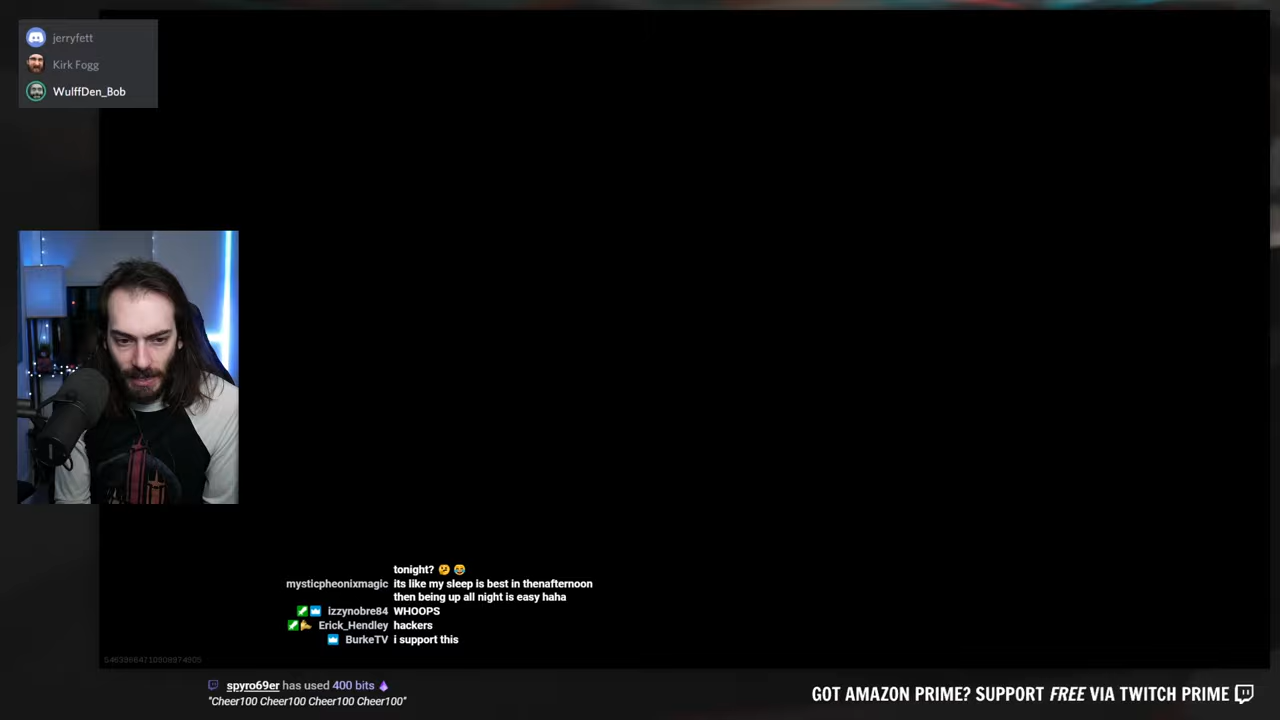 jerryfett
Kirk Fogg
WulffDen_Bob
tonight? 🤔 😂
mysticpheonixmagic its like my sleep is best in thenafternoon
then being up all night is easy haha
izzynobre84 WHOOPS
Erick_Hendley hackers
BurkeTV i support this
spyro69er has used 400 bits
"Cheer100 Cheer100 Cheer100 Cheer100"
GOT AMAZON PRIME? SUPPORT FREE VIA TWITCH PRIME